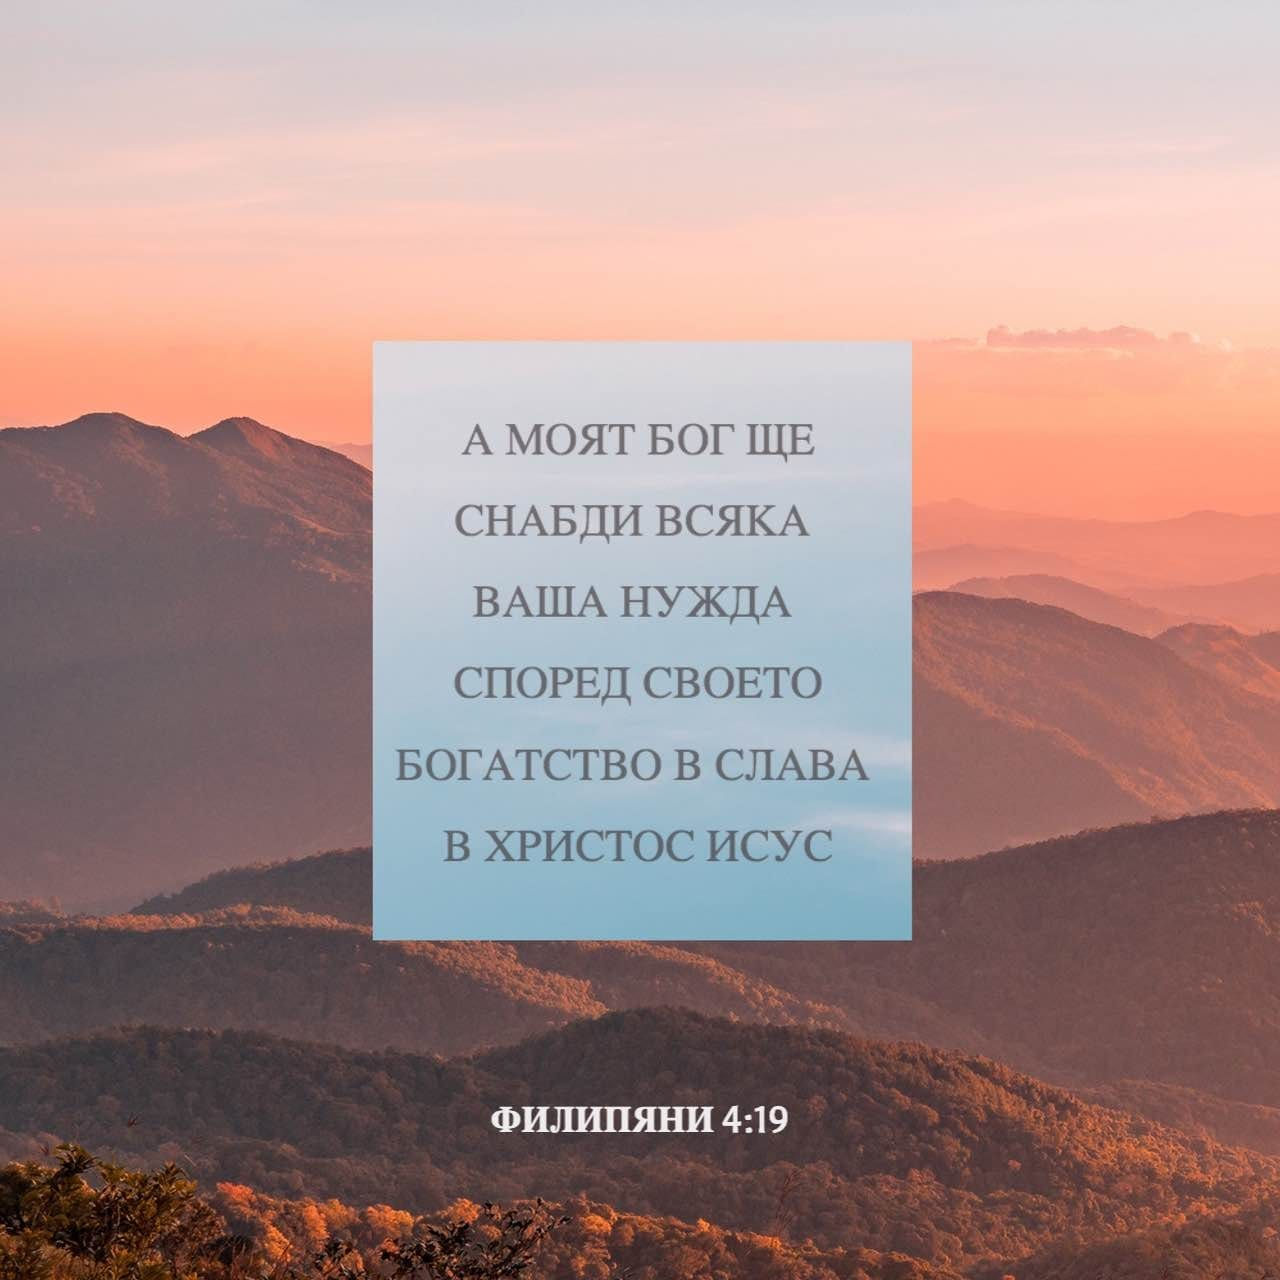 А МОЯТ БОГ ЩЕ
СНАБДИ ВСЯКА
ВАША НУЖДА
СПОРЕД СВОЕТО
БОГАТСТВО В СЛАВА
В ХРИСТОС ИСУС
ФИЛИПЯНИ 4:19